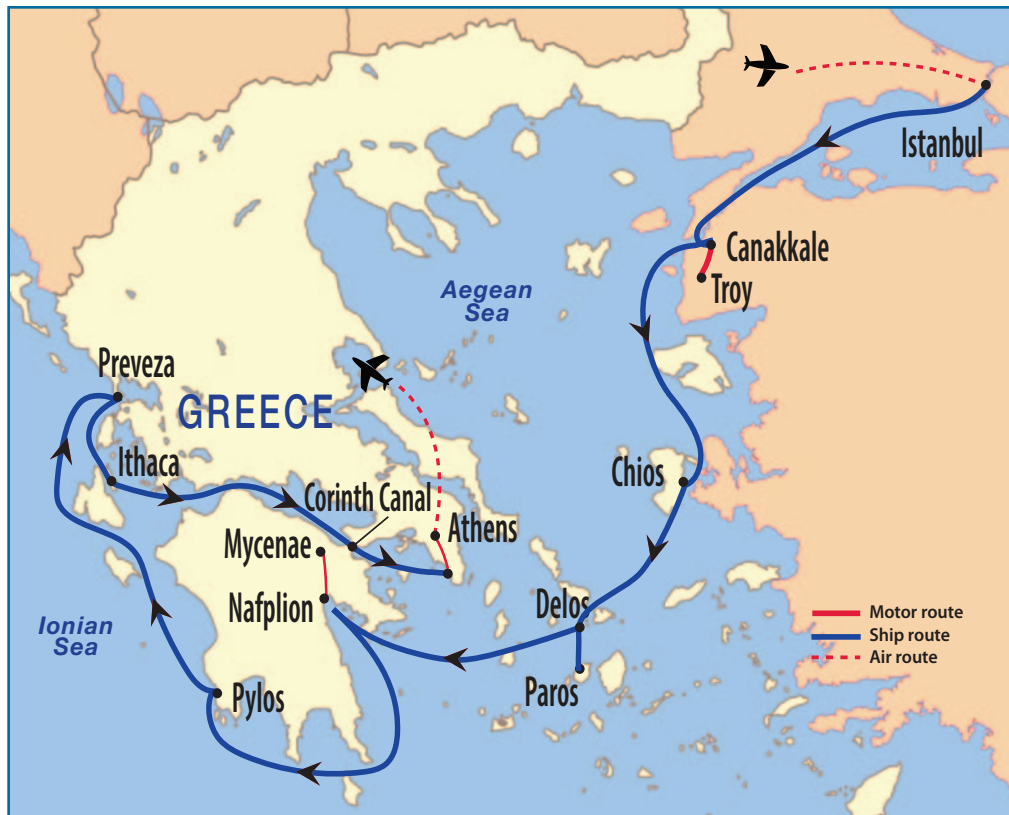 Istanbul
Canakkale
Troy
Aegean
Sea
Preveza
GREECE
Ithaca
Chios
Corinth Canal
Athens
Mycenae
Nafplion
Delos
Ionian
Sea
Paros
Pylos
Motor route
Ship route
Air route